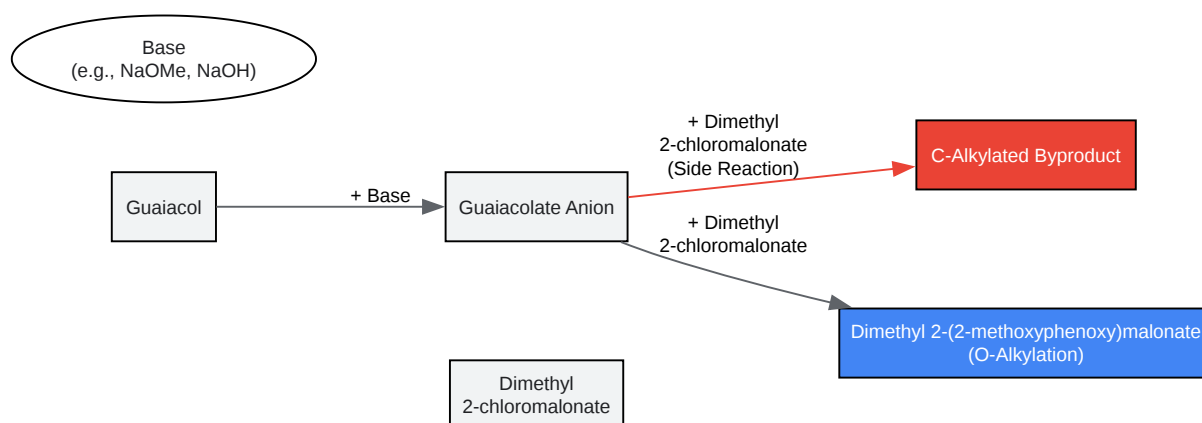 Base
(e.g., NaOMe, NaOH)
+ Dimethyl
2-chloromalonate
(Side Reaction)
C-Alkylated Byproduct
Guaiacol
+ Base
Guaiacolate Anion
+ Dimethyl
2-chloromalonate
Dimethyl 2-(2-methoxyphenoxy)malonate
(O-Alkylation)
Dimethyl
2-chloromalonate